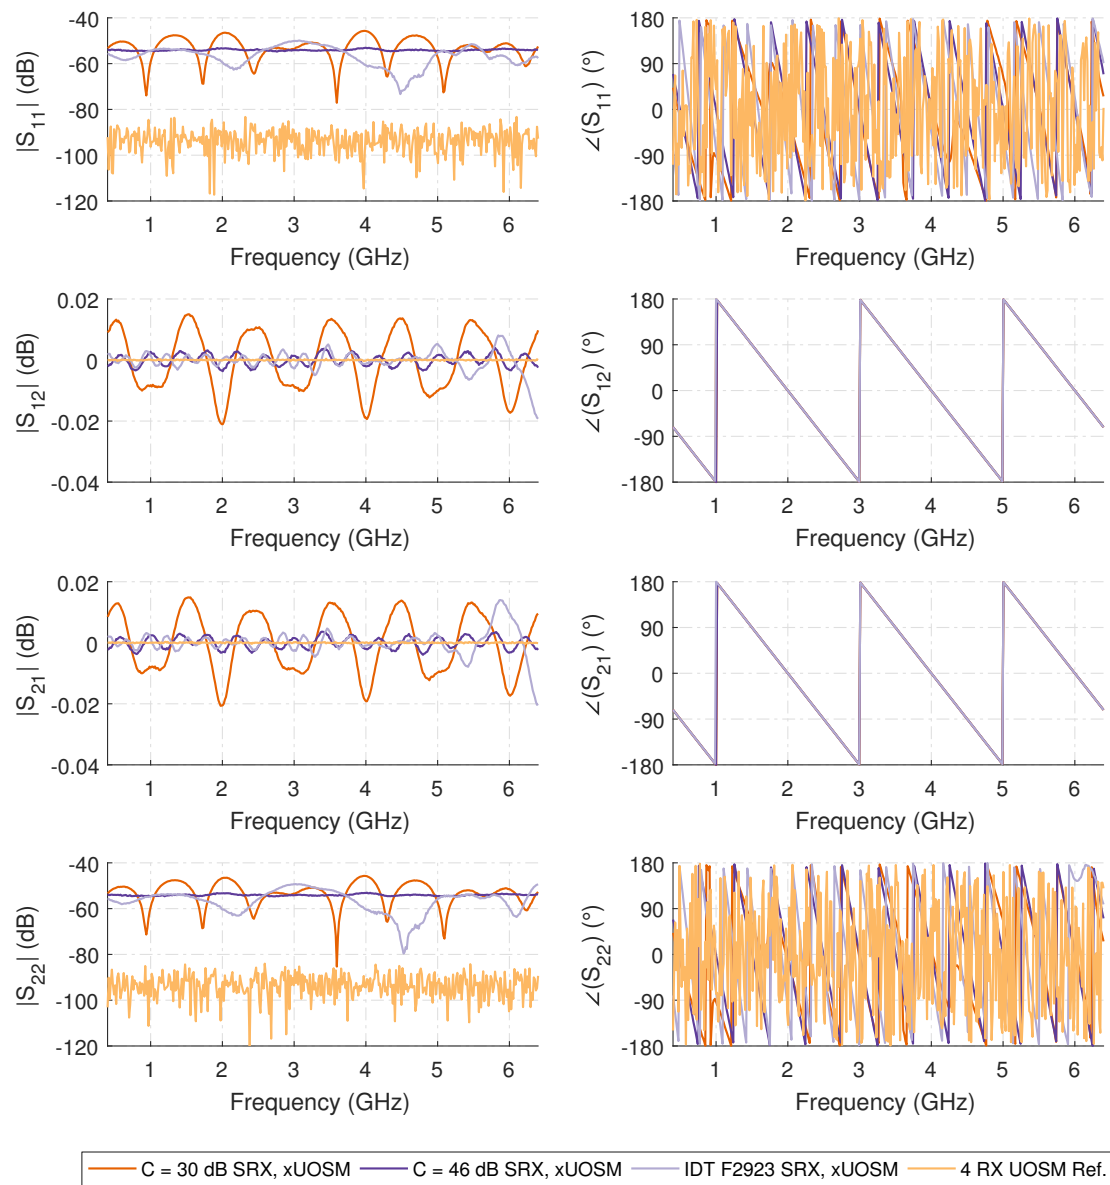 -40
-60
-80
-100
-120
|S11| (dB)
1 2 3 4 5 6
Frequency (GHz)
180
90
0
-90
-180
∠(S11) (°)
1 2 3 4 5 6
Frequency (GHz)
0.02
0
-0.02
-0.04
|S12| (dB)
1 2 3 4 5 6
Frequency (GHz)
180
90
0
-90
-180
∠(S12) (°)
1 2 3 4 5 6
Frequency (GHz)
0.02
0
-0.02
-0.04
|S21| (dB)
1 2 3 4 5 6
Frequency (GHz)
180
90
0
-90
-180
∠(S21) (°)
1 2 3 4 5 6
Frequency (GHz)
-40
-60
-80
-100
-120
|S22| (dB)
1 2 3 4 5 6
Frequency (GHz)
180
90
0
-90
-180
∠(S22) (°)
1 2 3 4 5 6
Frequency (GHz)
C = 30 dB SRX, xUOSM C = 46 dB SRX, xUOSM IDT F2923 SRX, xUOSM 4 RX UOSM Ref.